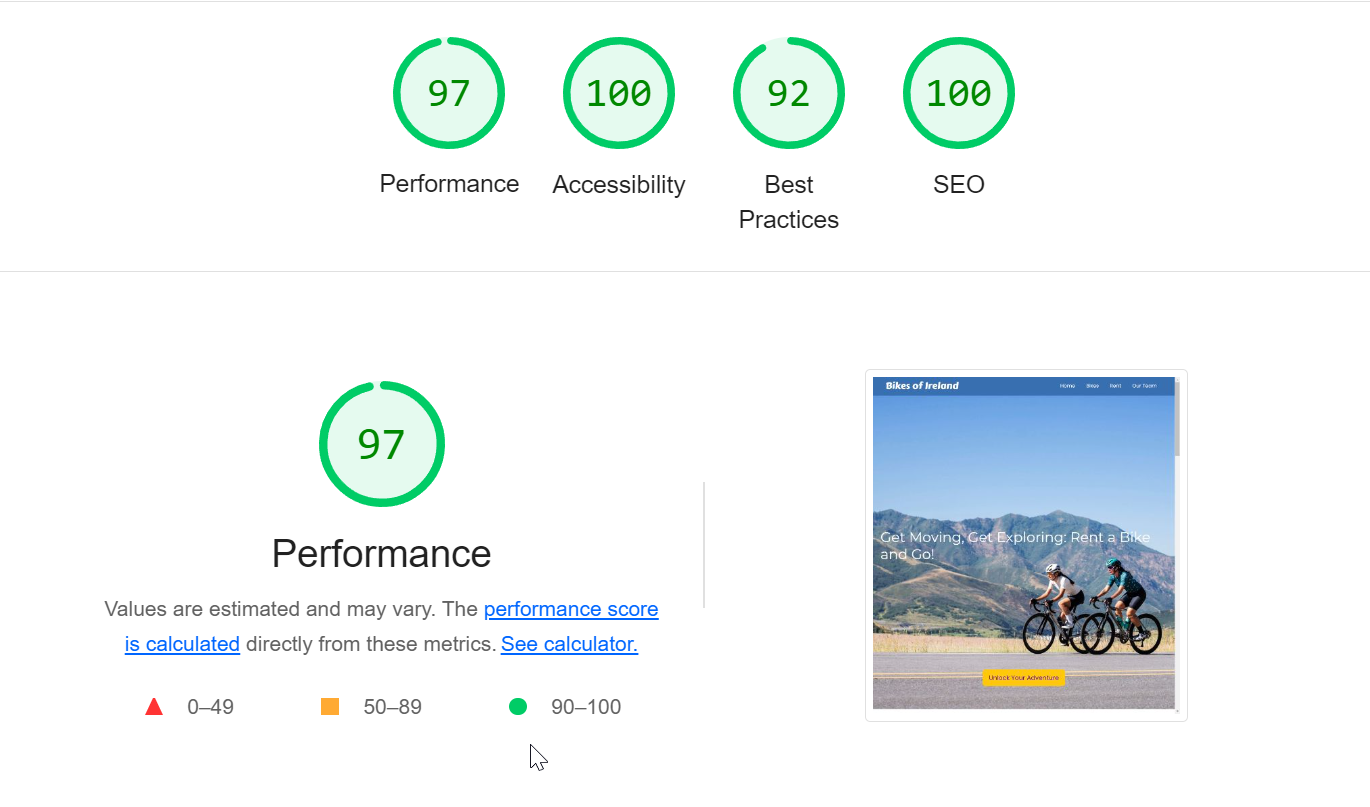 97
100
92
100
Performance
Accessibility
Best
Practices
SEO
97
Performance
Values are estimated and may vary. The performance score
is calculated directly from these metrics. See calculator.
0–49
50–89
90–100
Bikes of Ireland
Home
Bikes
Rent
Our Team
Get Moving, Get Exploring: Rent a Bike
and Go!
Unlock Your Adventure